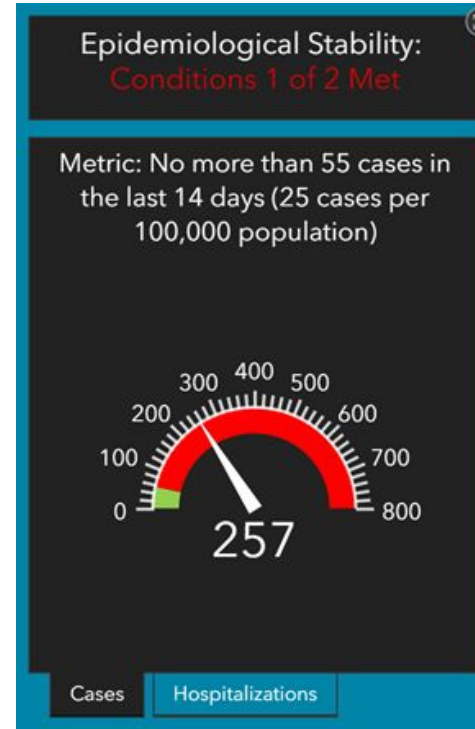 Epidemiological Stability:
Conditions 1 of 2 Met
Metric: No more than 55 cases in
the last 14 days (25 cases per
100,000 population)
0
100
200
300
400
500
600
700
800
257
Cases
Hospitalizations